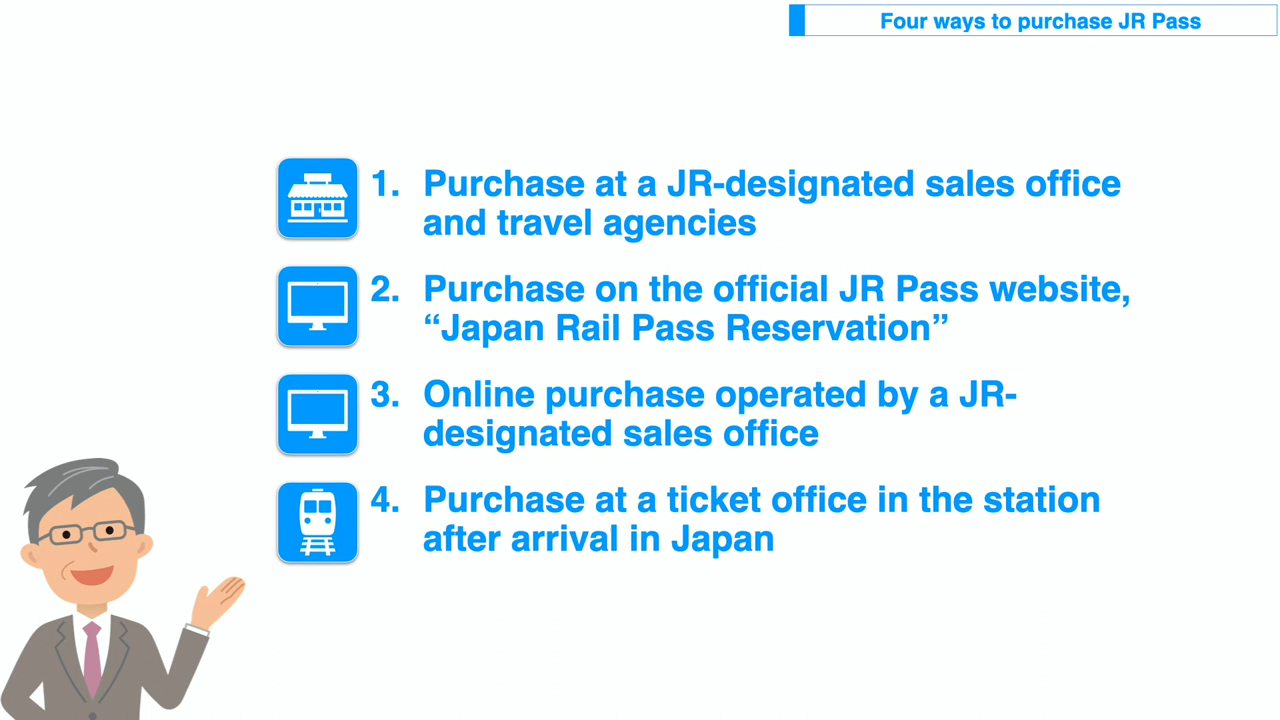 Four ways to purchase JR Pass
1. Purchase at a JR-designated sales office
and travel agencies
2. Purchase on the official JR Pass website,
“Japan Rail Pass Reservation”
3. Online purchase operated by a JR-
designated sales office
4. Purchase at a ticket office in the station
after arrival in Japan